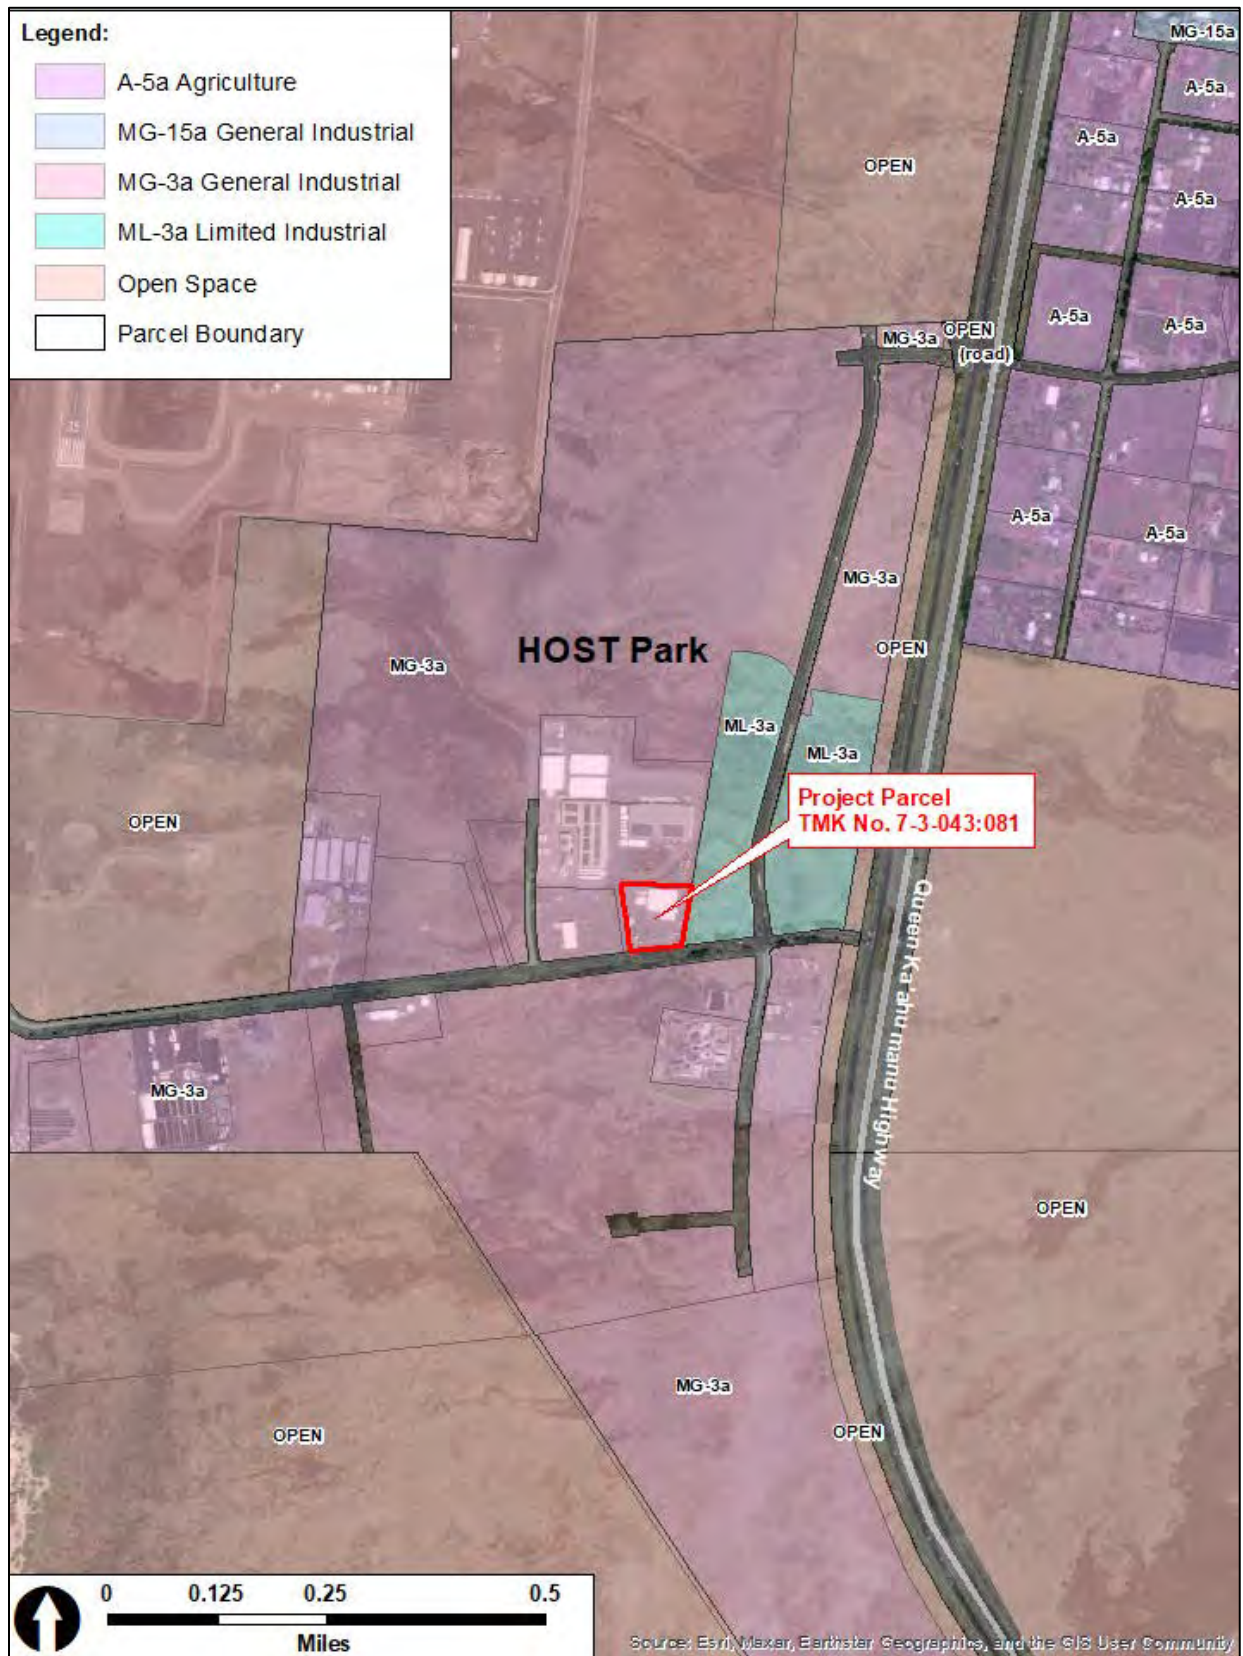 Legend:
A-5a Agriculture
MG-15a General Industrial
MG-3a General Industrial
ML-3a Limited Industrial
Open Space
Parcel Boundary
MG-15a
A-5a
A-5a
OPEN
A-5a
A-5a
A-5a
MG-3a
OPEN
(road)
A-5a
A-5a
MG-3a
HOST Park
OPEN
MG-3a
ML-3a
ML-3a
Project Parcel
TMK No. 7-3-043:081
OPEN
Queen Ka'ahumanu Highway
MG-3a
OPEN
MG-3a
OPEN
OPEN
0 0.125 0.25 0.5
Miles
Source: Esri, Maxar, Earthstar Geographics, and the GIS User Community